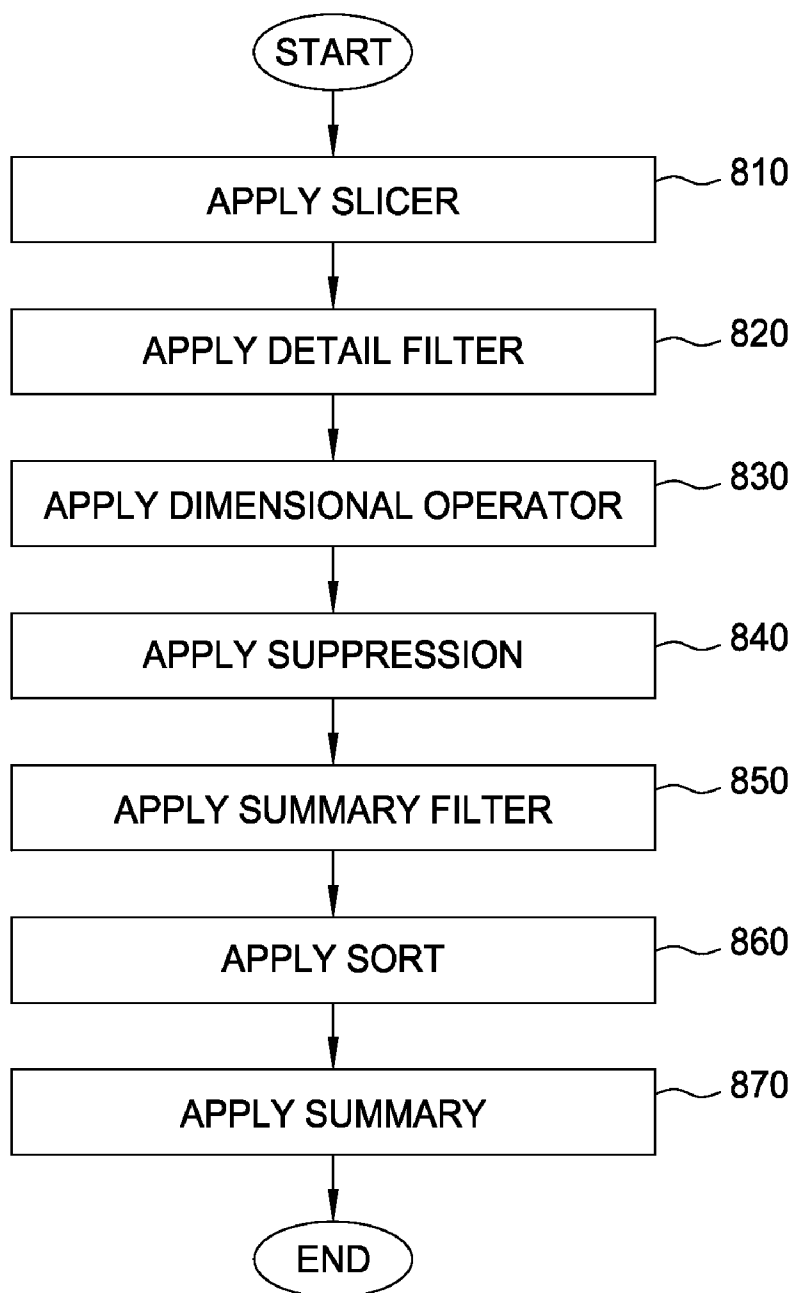 START
APPLY SLICER
810
APPLY DETAIL FILTER
820
APPLY DIMENSIONAL OPERATOR
830
APPLY SUPPRESSION
840
APPLY SUMMARY FILTER
850
APPLY SORT
860
APPLY SUMMARY
870
END